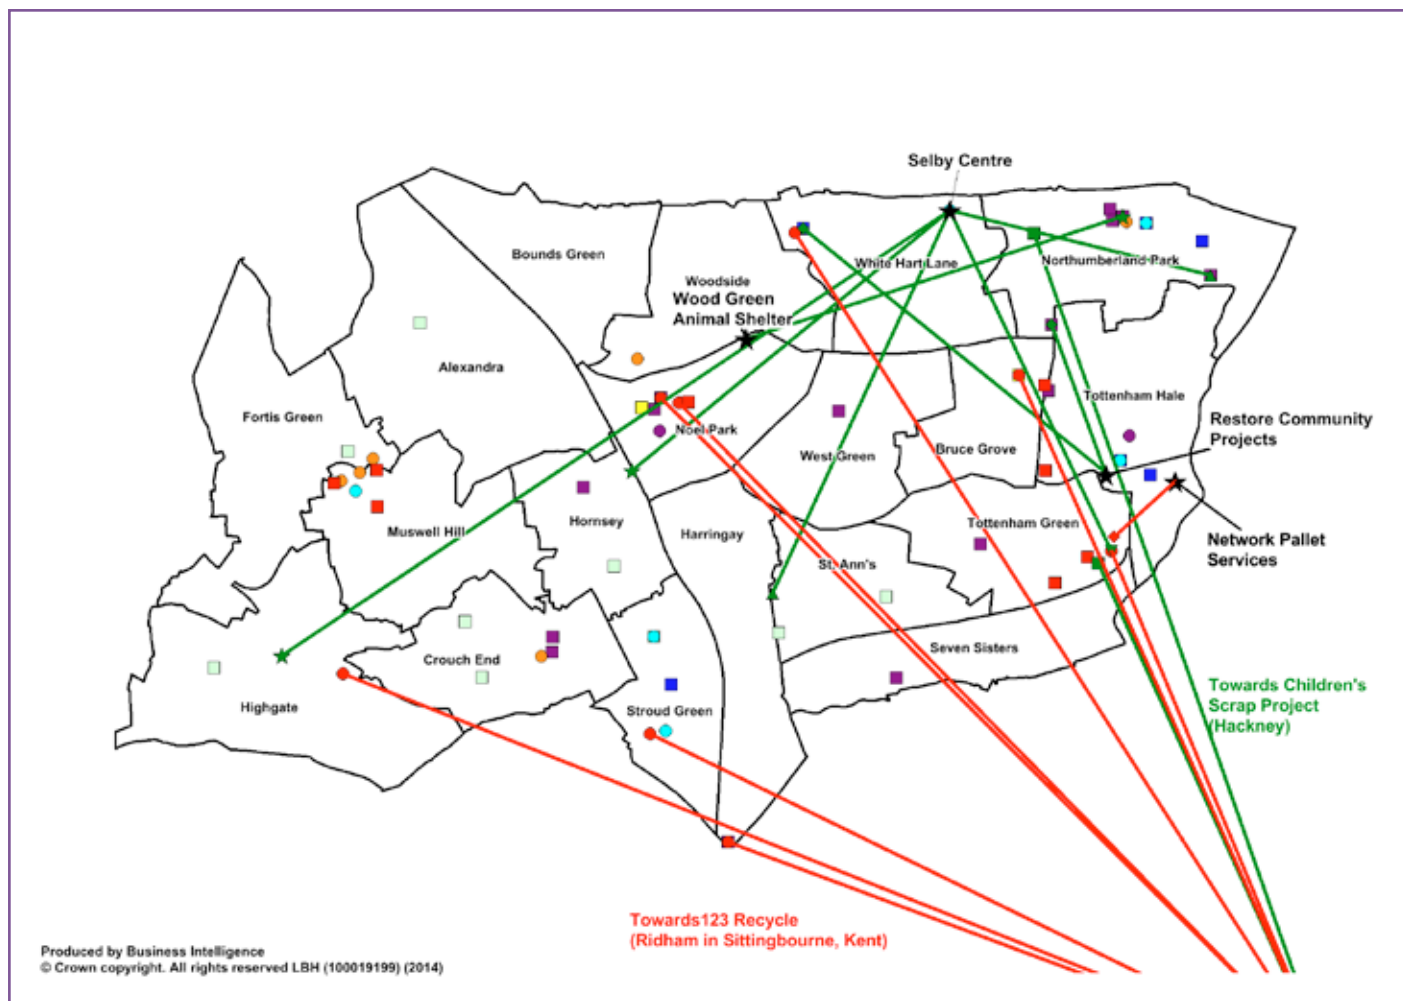 Selby Centre
Bounds Green
White Hart Lane
Northumberland Park
Woodside
Wood Green
Animal Shelter
Alexandra
Tottenham Hale
Fortis Green
Restore Community
Projects
Noel Park
West Green
Bruce Grove
Hornsey
Tottenham Green
Muswell Hill
Harringay
Network Pallet
Services
St. Ann's
Seven Sisters
Crouch End
Towards Children's
Scrap Project
(Hackney)
Highgate
Stroud Green
Towards123 Recycle
(Ridham in Sittingbourne, Kent)
Produced by Business Intelligence
© Crown copyright. All rights reserved LBH (100019199) (2014)